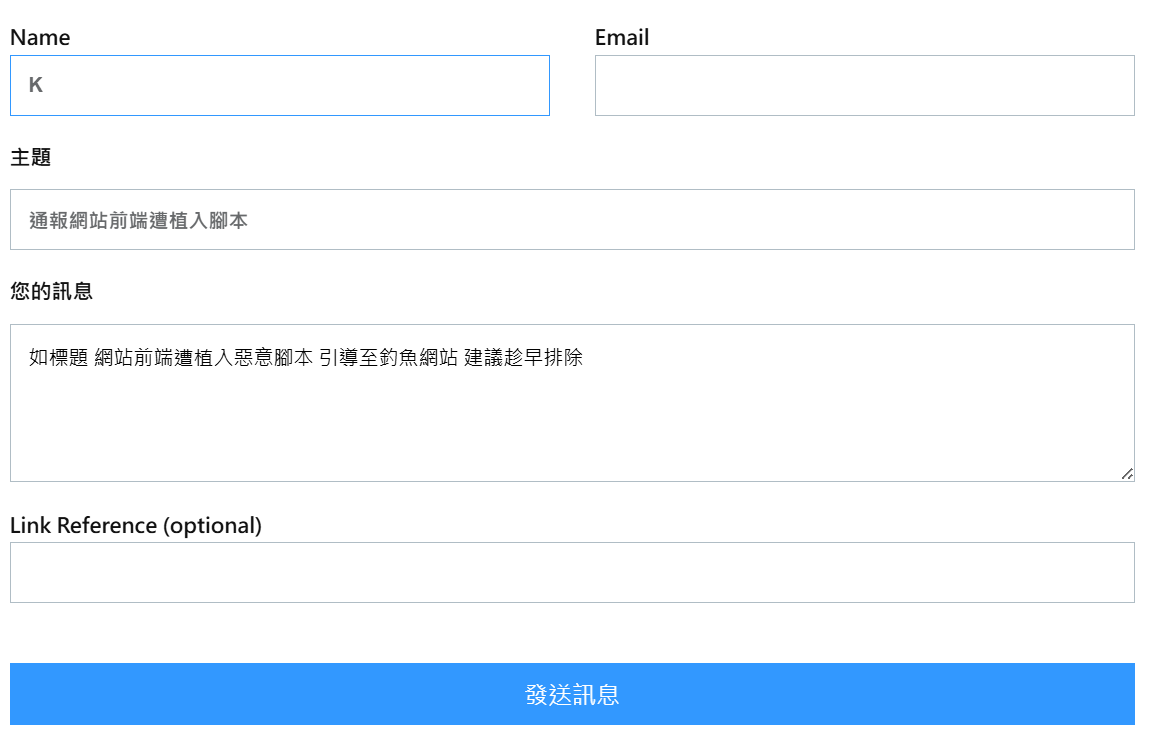 Name
Email
K
主題
通報網站前端遭植入腳本
您的訊息
如標題 網站前端遭植入惡意腳本 引導至釣魚網站 建議趁早排除
Link Reference (optional)
發送訊息